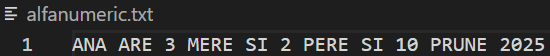 alfanumeric.txt
1 ANA ARE 3 MERE SI 2 PERE SI 10 PRUNE 2025